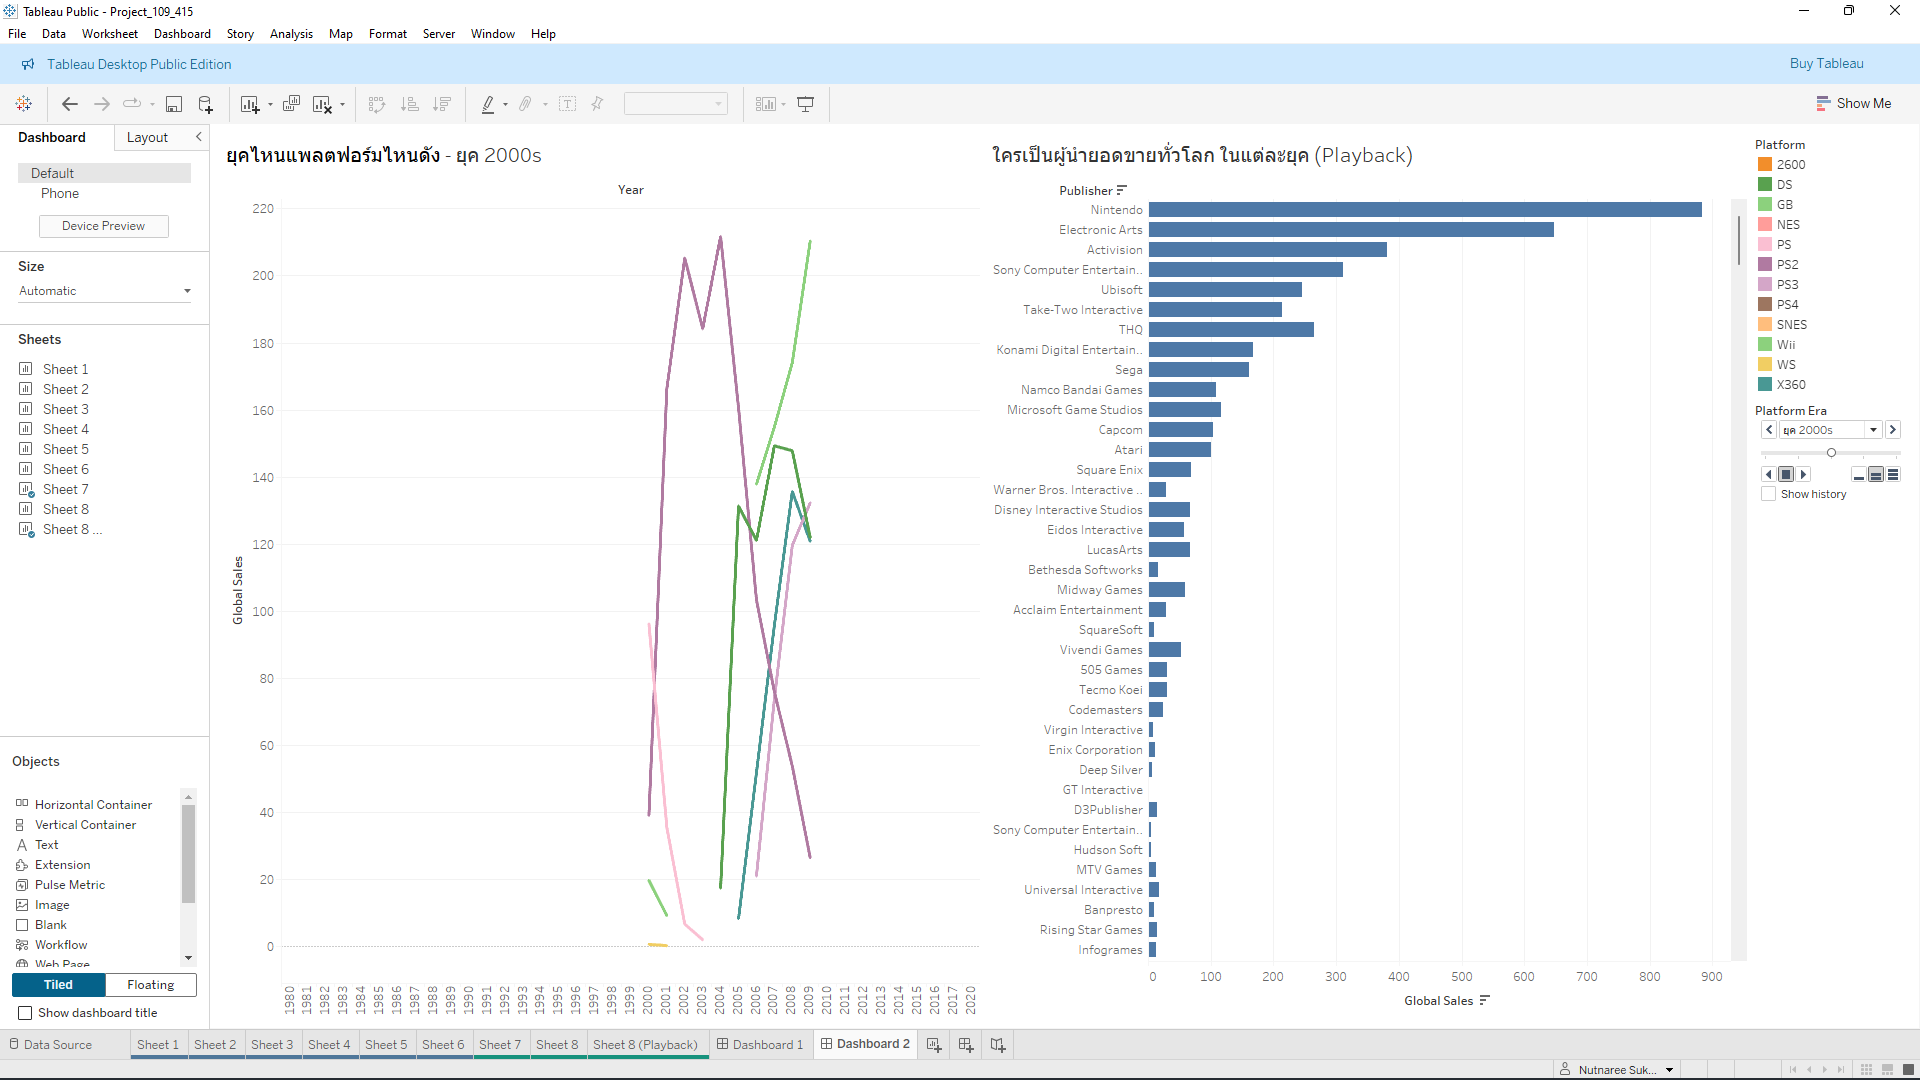 Tableau Public - Project_109_415
File Data Worksheet Dashboard Story Analysis Map Format Server Window Help
Tableau Desktop Public Edition
Buy Tableau
Show Me
Dashboard
Layout
Default
Phone
Device Preview
Size
Automatic
Sheets
Sheet 1
Sheet 2
Sheet 3
Sheet 4
Sheet 5
Sheet 6
Sheet 7
Sheet 8
Sheet 8 ...
Objects
Horizontal Container
Vertical Container
Text
Extension
Pulse Metric
Image
Blank
Workflow
Web Page
Tiled
Floating
Show dashboard title
ยุคไหนแพลตฟอร์มไหนดัง - ยุค 2000s
Year
220
200
180
160
140
120
100
80
60
40
20
0
Global Sales
1980 1981 1982 1983 1984 1985 1986 1987 1988 1989 1990 1991 1992 1993 1994 1995 1996 1997 1998 1999 2000 2001 2002 2003 2004 2005 2006 2007 2008 2009 2010 2011 2012 2013 2014 2015 2016 2017 2020
ใครเป็นผู้นำยอดขายทั่วโลก ในแต่ละยุค (Playback)
Publisher
Nintendo
Electronic Arts
Activision
Sony Computer Entertain..
Ubisoft
Take-Two Interactive
THQ
Konami Digital Entertain..
Sega
Namco Bandai Games
Microsoft Game Studios
Capcom
Atari
Square Enix
Warner Bros. Interactive ..
Disney Interactive Studios
Eidos Interactive
LucasArts
Bethesda Softworks
Midway Games
Acclaim Entertainment
SquareSoft
Vivendi Games
505 Games
Tecmo Koei
Codemasters
Virgin Interactive
Enix Corporation
Deep Silver
GT Interactive
D3Publisher
Sony Computer Entertain..
Hudson Soft
MTV Games
Universal Interactive
Banpresto
Rising Star Games
Infogrames
0 100 200 300 400 500 600 700 800 900
Global Sales
Platform
2600
DS
GB
NES
PS
PS2
PS3
PS4
SNES
Wii
WS
X360
Platform Era
ยุค 2000s
Show history
Data Source
Sheet 1
Sheet 2
Sheet 3
Sheet 4
Sheet 5
Sheet 6
Sheet 7
Sheet 8
Sheet 8 (Playback)
Dashboard 1
Dashboard 2
Nutnaree Suk...